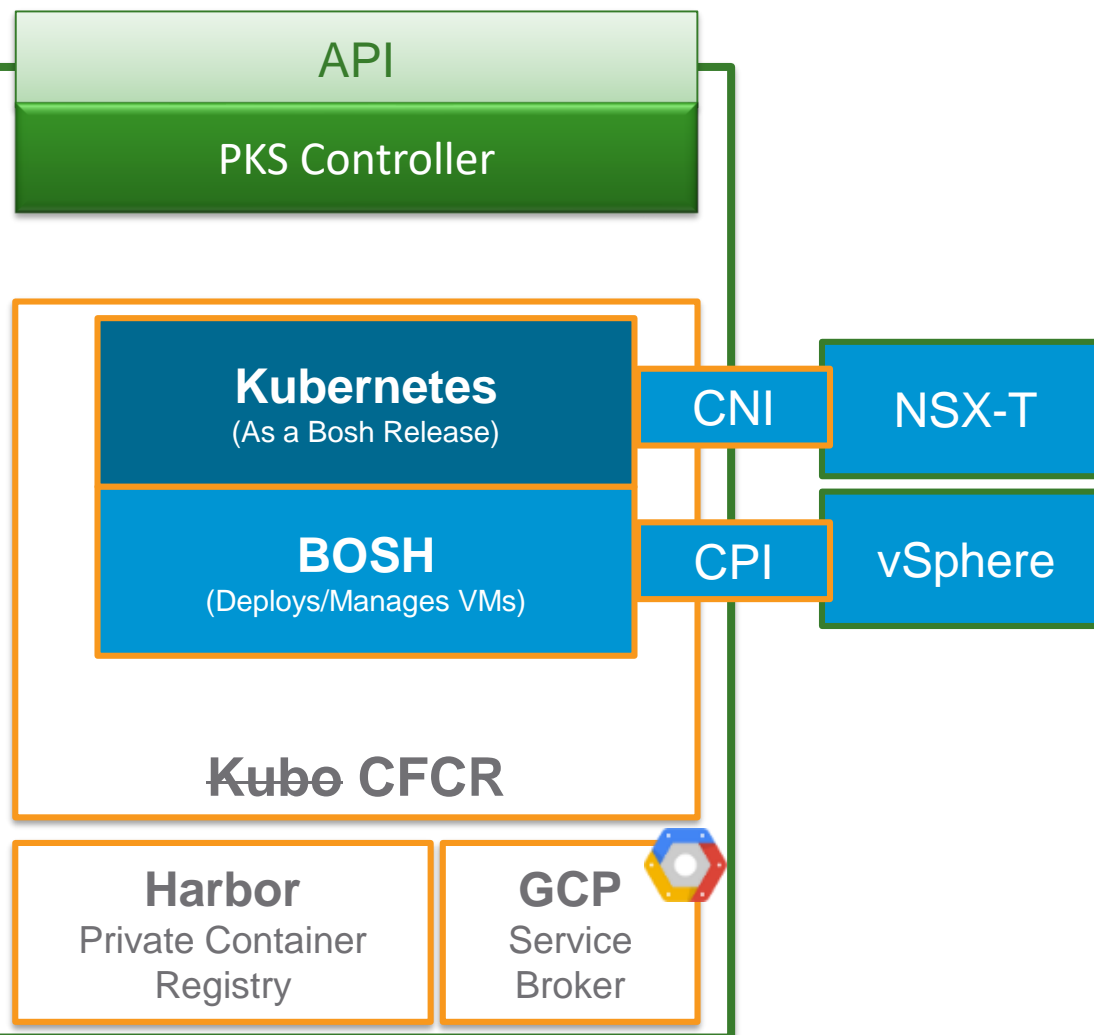 API
PKS Controller
Kubernetes
(As a Bosh Release)
CNI
NSX-T
BOSH
(Deploys/Manages VMs)
CPI
vSphere
Kubo CFCR
Harbor
Private Container
Registry
GCP
Service
Broker